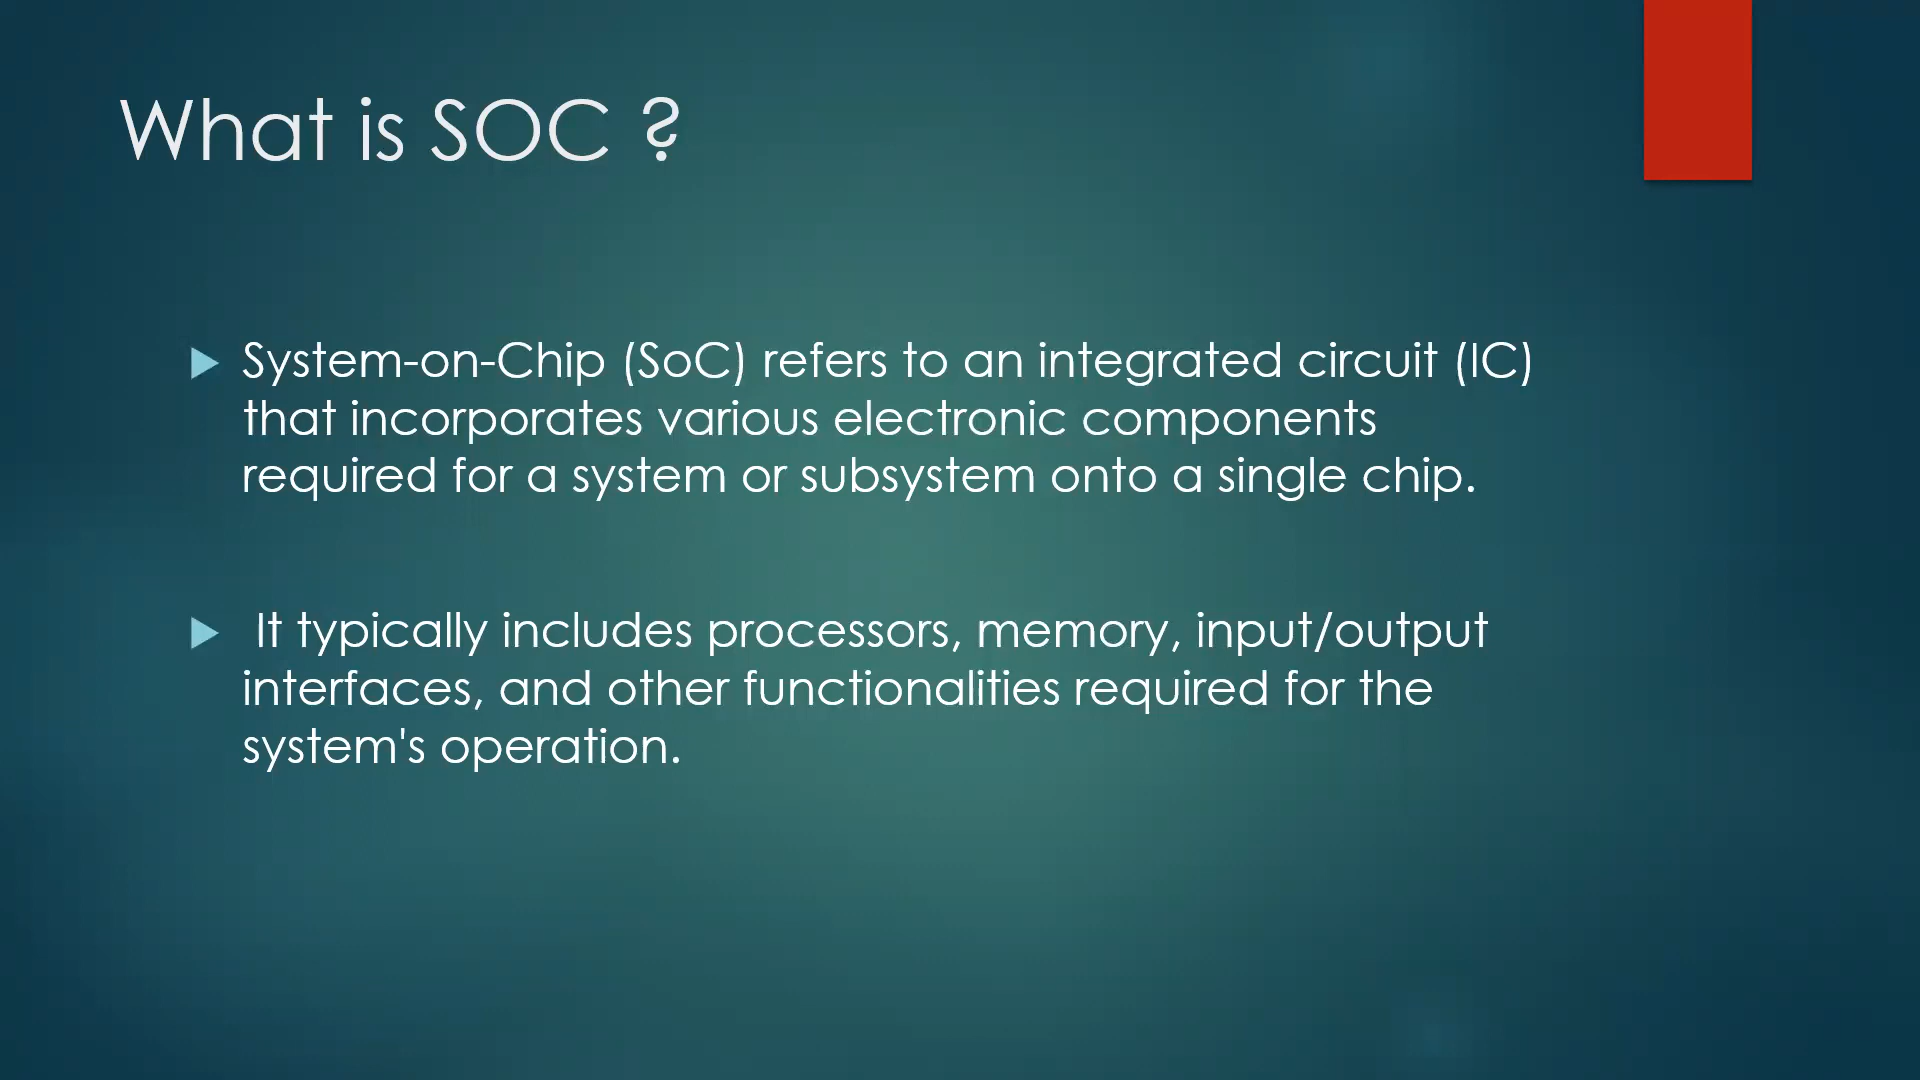 What is SOC ?
System-on-Chip (SoC) refers to an integrated circuit (IC)
that incorporates various electronic components
required for a system or subsystem onto a single chip.
It typically includes processors, memory, input/output
interfaces, and other functionalities required for the
system's operation.